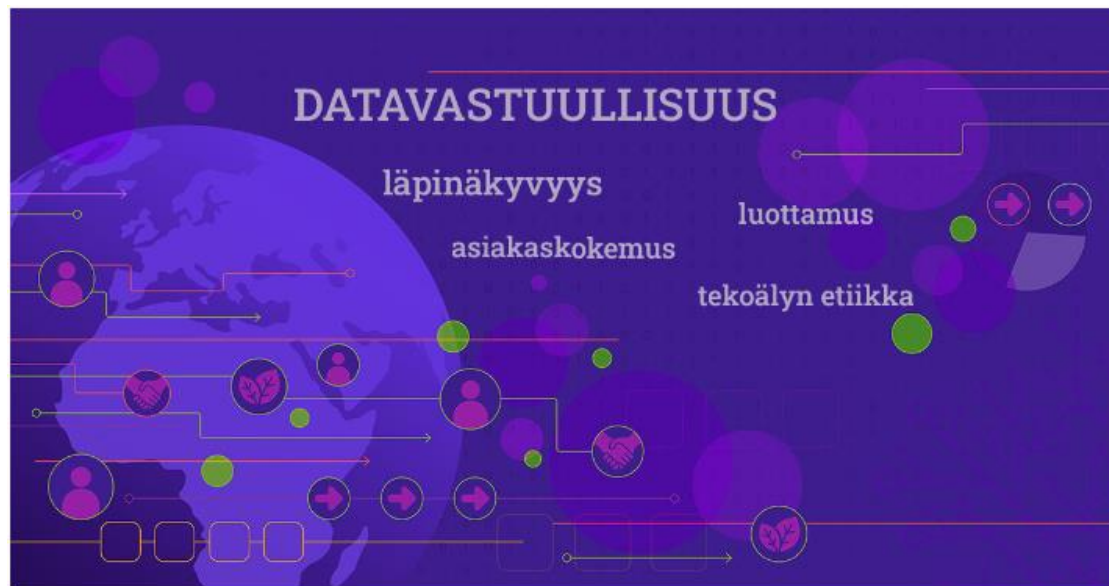 DATAVASTUULLISUUS
läpinäkyvyys
luottamus
asiakaskokemus
tekoälyn etiikka